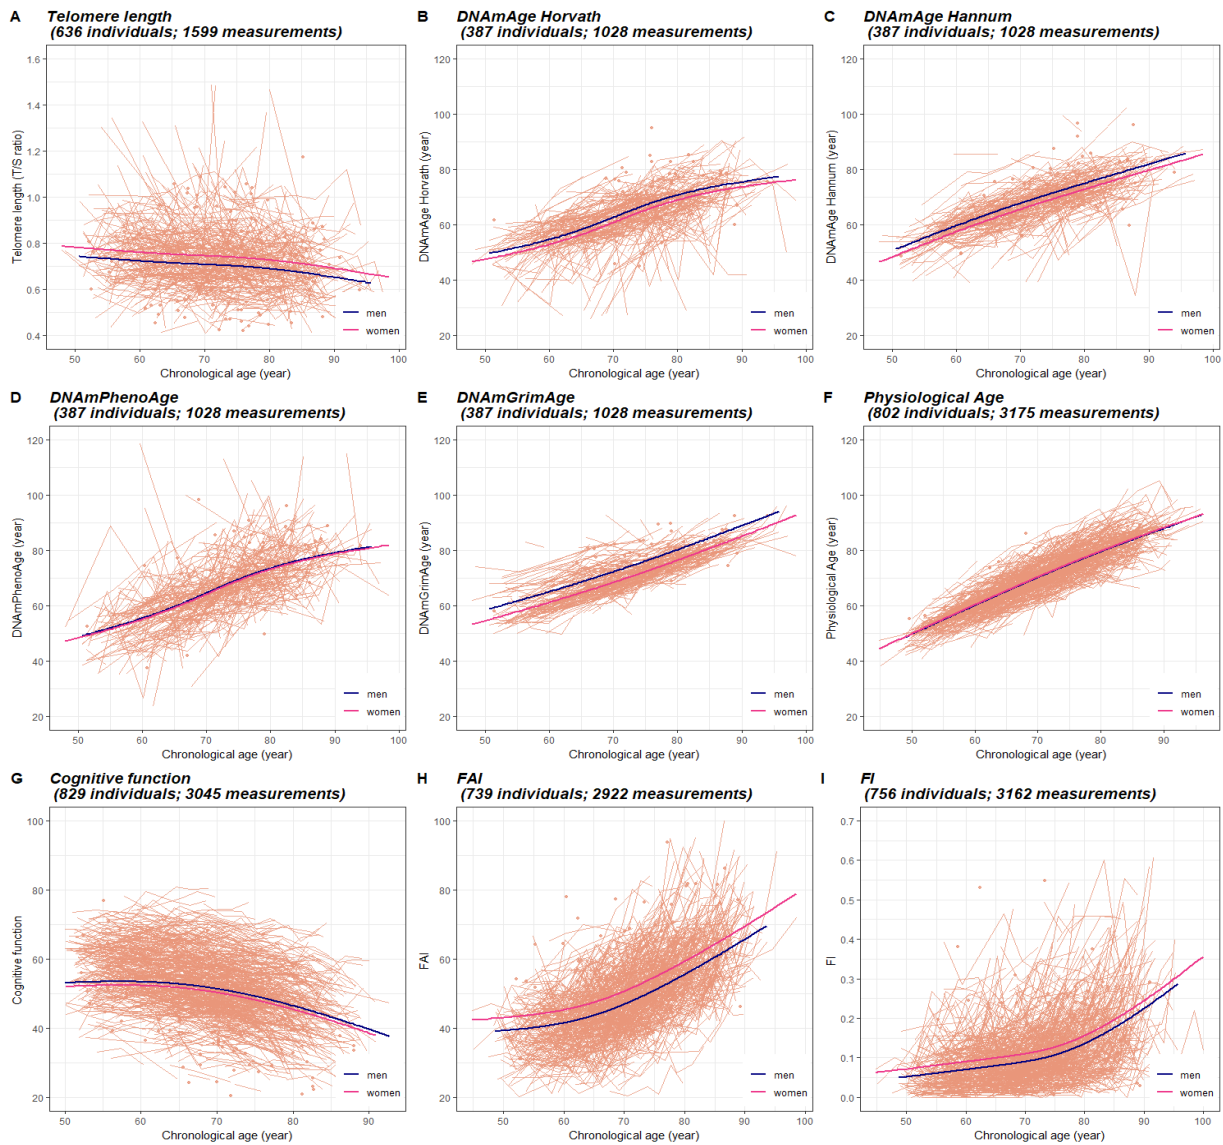 A Telomere length
(636 individuals; 1599 measurements)
1.6
1.4
1.2
1.0
0.8
0.6
0.4
Telomere length (T/S ratio)
men
women
50 60 70 80 90 100
Chronological age (year)
B DNAmAge Horvath
(387 individuals; 1028 measurements)
120
100
80
60
40
20
DNAmAge Horvath (year)
men
women
50 60 70 80 90 100
Chronological age (year)
C DNAmAge Hannum
(387 individuals; 1028 measurements)
120
100
80
60
40
20
DNAmAge Hannum (year)
men
women
50 60 70 80 90 100
Chronological age (year)
D DNAmPhenoAge
(387 individuals; 1028 measurements)
120
100
80
60
40
20
DNAmPhenoAge (year)
men
women
50 60 70 80 90 100
Chronological age (year)
E DNAmGrimAge
(387 individuals; 1028 measurements)
120
100
80
60
40
20
DNAmGrimAge (year)
men
women
50 60 70 80 90 100
Chronological age (year)
F Physiological Age
(802 individuals; 3175 measurements)
120
100
80
60
40
20
Physiological Age (year)
men
women
50 60 70 80 90
Chronological age (year)
G Cognitive function
(829 individuals; 3045 measurements)
100
80
60
40
20
Cognitive function
men
women
50 60 70 80 90
Chronological age (year)
H FAI
(739 individuals; 2922 measurements)
100
80
60
40
20
FAI
men
women
50 60 70 80 90 100
Chronological age (year)
I FI
(756 individuals; 3162 measurements)
0.7
0.6
0.5
0.4
0.3
0.2
0.1
0.0
FI
men
women
50 60 70 80 90 100
Chronological age (year)